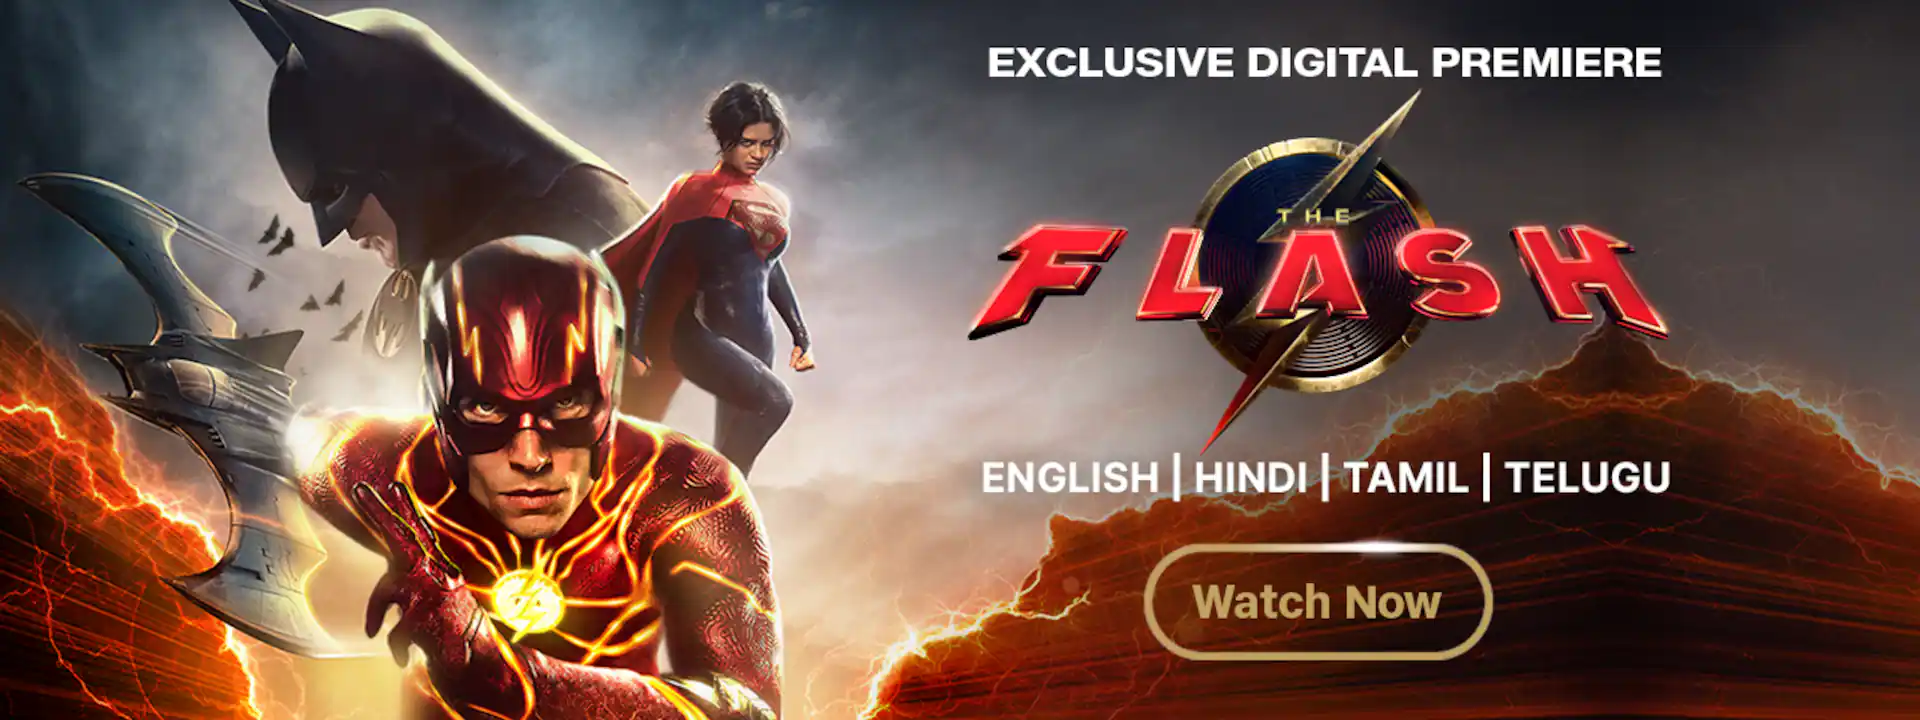 EXCLUSIVE DIGITAL PREMIERE
THE
FLASH
ENGLISH | HINDI | TAMIL | TELUGU
Watch Now